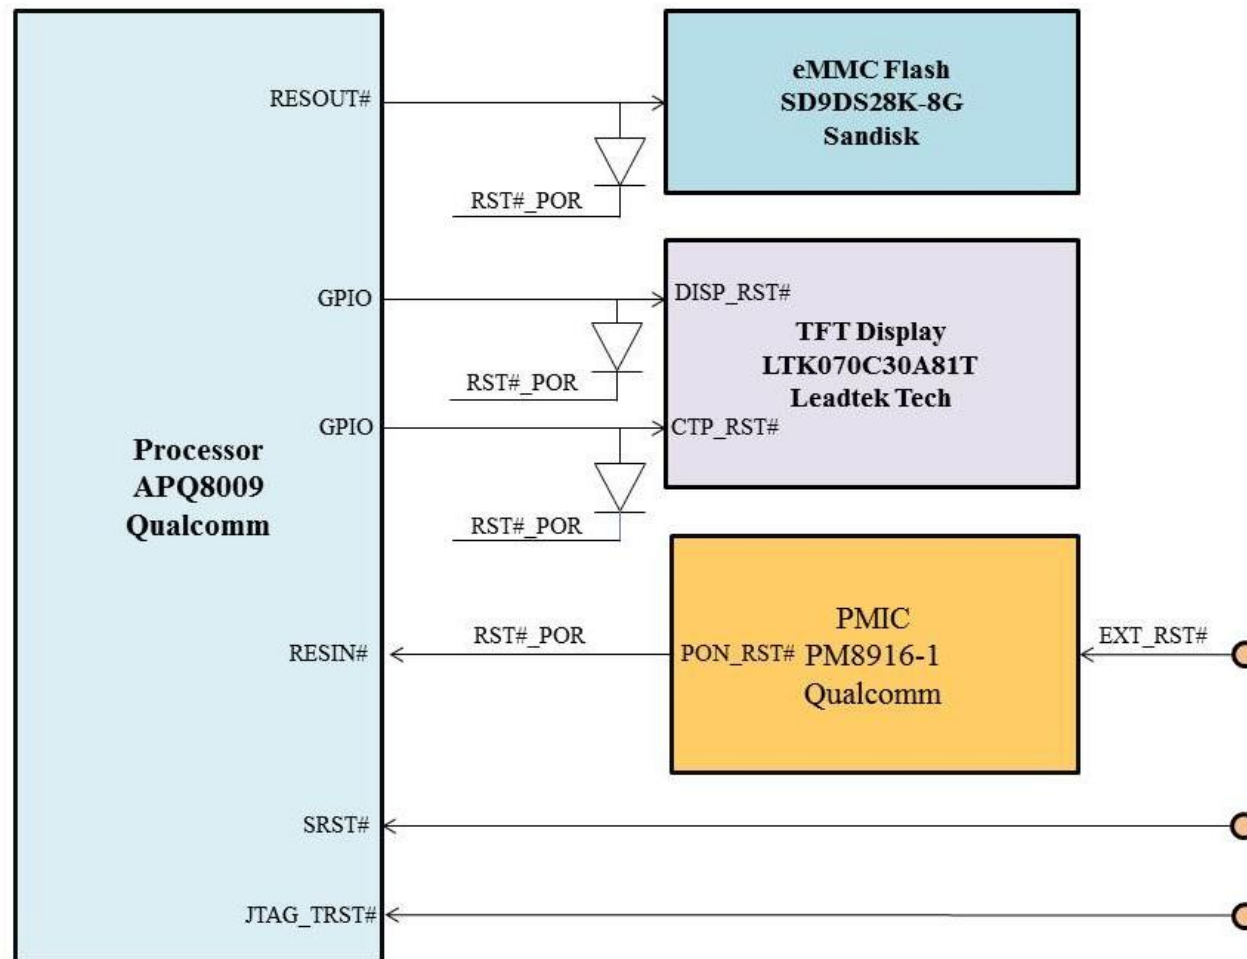 RESOUT#
eMMC Flash
SD9DS28K-8G
Sandisk
RST#_POR
GPIO
DISP_RST#
TFT Display
LTK070C30A81T
Leadtek Tech
RST#_POR
GPIO
CTP_RST#
Processor
APQ8009
Qualcomm
RST#_POR
RESIN#
RST#_POR
PON_RST#
PMIC
PM8916-1
Qualcomm
EXT_RST#
SRST#
JTAG_TRST#